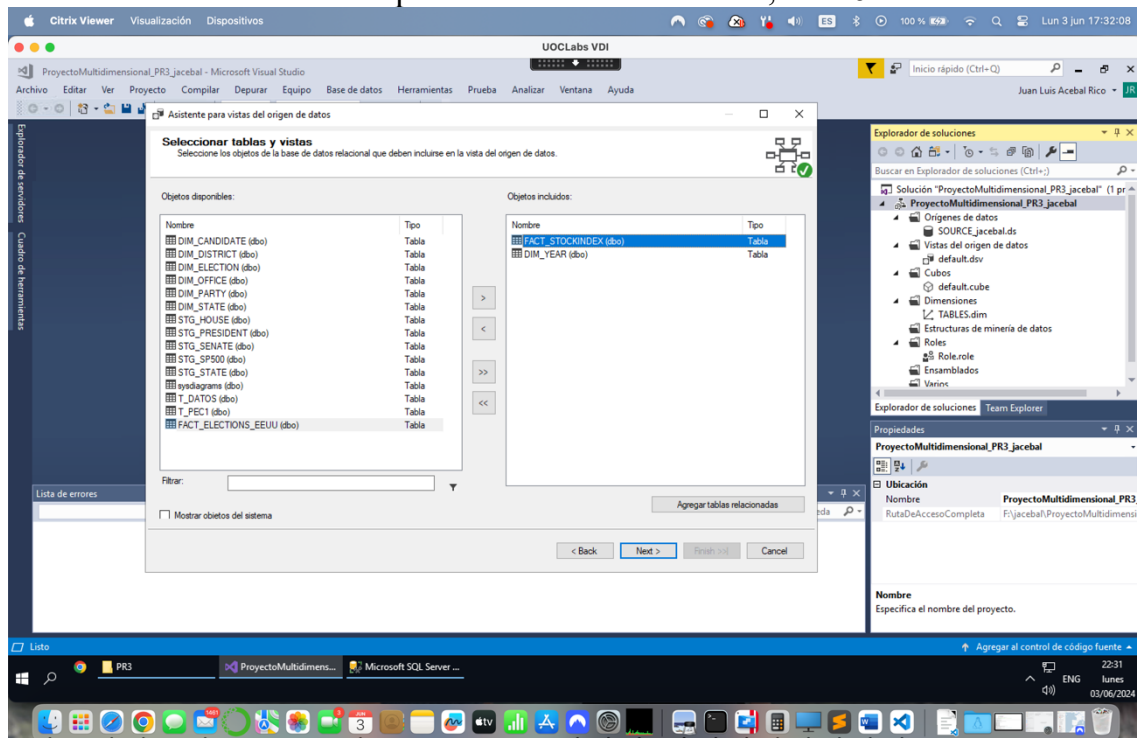 Citrix Viewer Visualización Dispositivos ES 100 % Lun 3 jun 17:32:08
UOCLabs VDI
ProyectoMultidimensional_PR3_jacebal - Microsoft Visual Studio Inicio rápido (Ctrl+Q)
Archivo Editar Ver Proyecto Compilar Depurar Equipo Base de datos Herramientas Prueba Analizar Ventana Ayuda Juan Luis Acebal Rico JR
Explorador de servidores
Cuadro de herramientas
Asistente para vistas del origen de datos
Seleccionar tablas y vistas
Seleccione los objetos de la base de datos relacional que deben incluirse en la vista del origen de datos.
Objetos disponibles:
Nombre Tipo
DIM_CANDIDATE (dbo) Tabla
DIM_DISTRICT (dbo) Tabla
DIM_ELECTION (dbo) Tabla
DIM_OFFICE (dbo) Tabla
DIM_PARTY (dbo) Tabla
DIM_STATE (dbo) Tabla
STG_HOUSE (dbo) Tabla
STG_PRESIDENT (dbo) Tabla
STG_SENATE (dbo) Tabla
STG_SP500 (dbo) Tabla
STG_STATE (dbo) Tabla
sysdiagrams (dbo) Tabla
T_DATOS (dbo) Tabla
T_PEC1 (dbo) Tabla
FACT_ELECTIONS_EEUU (dbo) Tabla
>
<
>>
<<
Objetos incluidos:
Nombre Tipo
FACT_STOCKINDEX (dbo) Tabla
DIM_YEAR (dbo) Tabla
Filtrar:
Agregar tablas relacionadas
Mostrar objetos del sistema
< Back Next > Finish >>| Cancel
Explorador de soluciones
Buscar en Explorador de soluciones (Ctrl+;)
Solución "ProyectoMultidimensional_PR3_jacebal" (1 pr
ProyectoMultidimensional_PR3_jacebal
Orígenes de datos
SOURCE_jacebal.ds
Vistas del origen de datos
default.dsv
Cubos
default.cube
Dimensiones
TABLES.dim
Estructuras de minería de datos
Roles
Role.role
Ensamblados
Varios
Explorador de soluciones Team Explorer
Propiedades
ProyectoMultidimensional_PR3_jacebal
Ubicación
Nombre ProyectoMultidimensional_PR3_
RutaDeAccesoCompleta F:\jacebal\ProyectoMultidimensi
Nombre
Especifica el nombre del proyecto.
Lista de errores
eda
Listo Agregar al control de código fuente
PR3 ProyectoMultidimens... Microsoft SQL Server ... ENG 22:31
lunes
03/06/2024